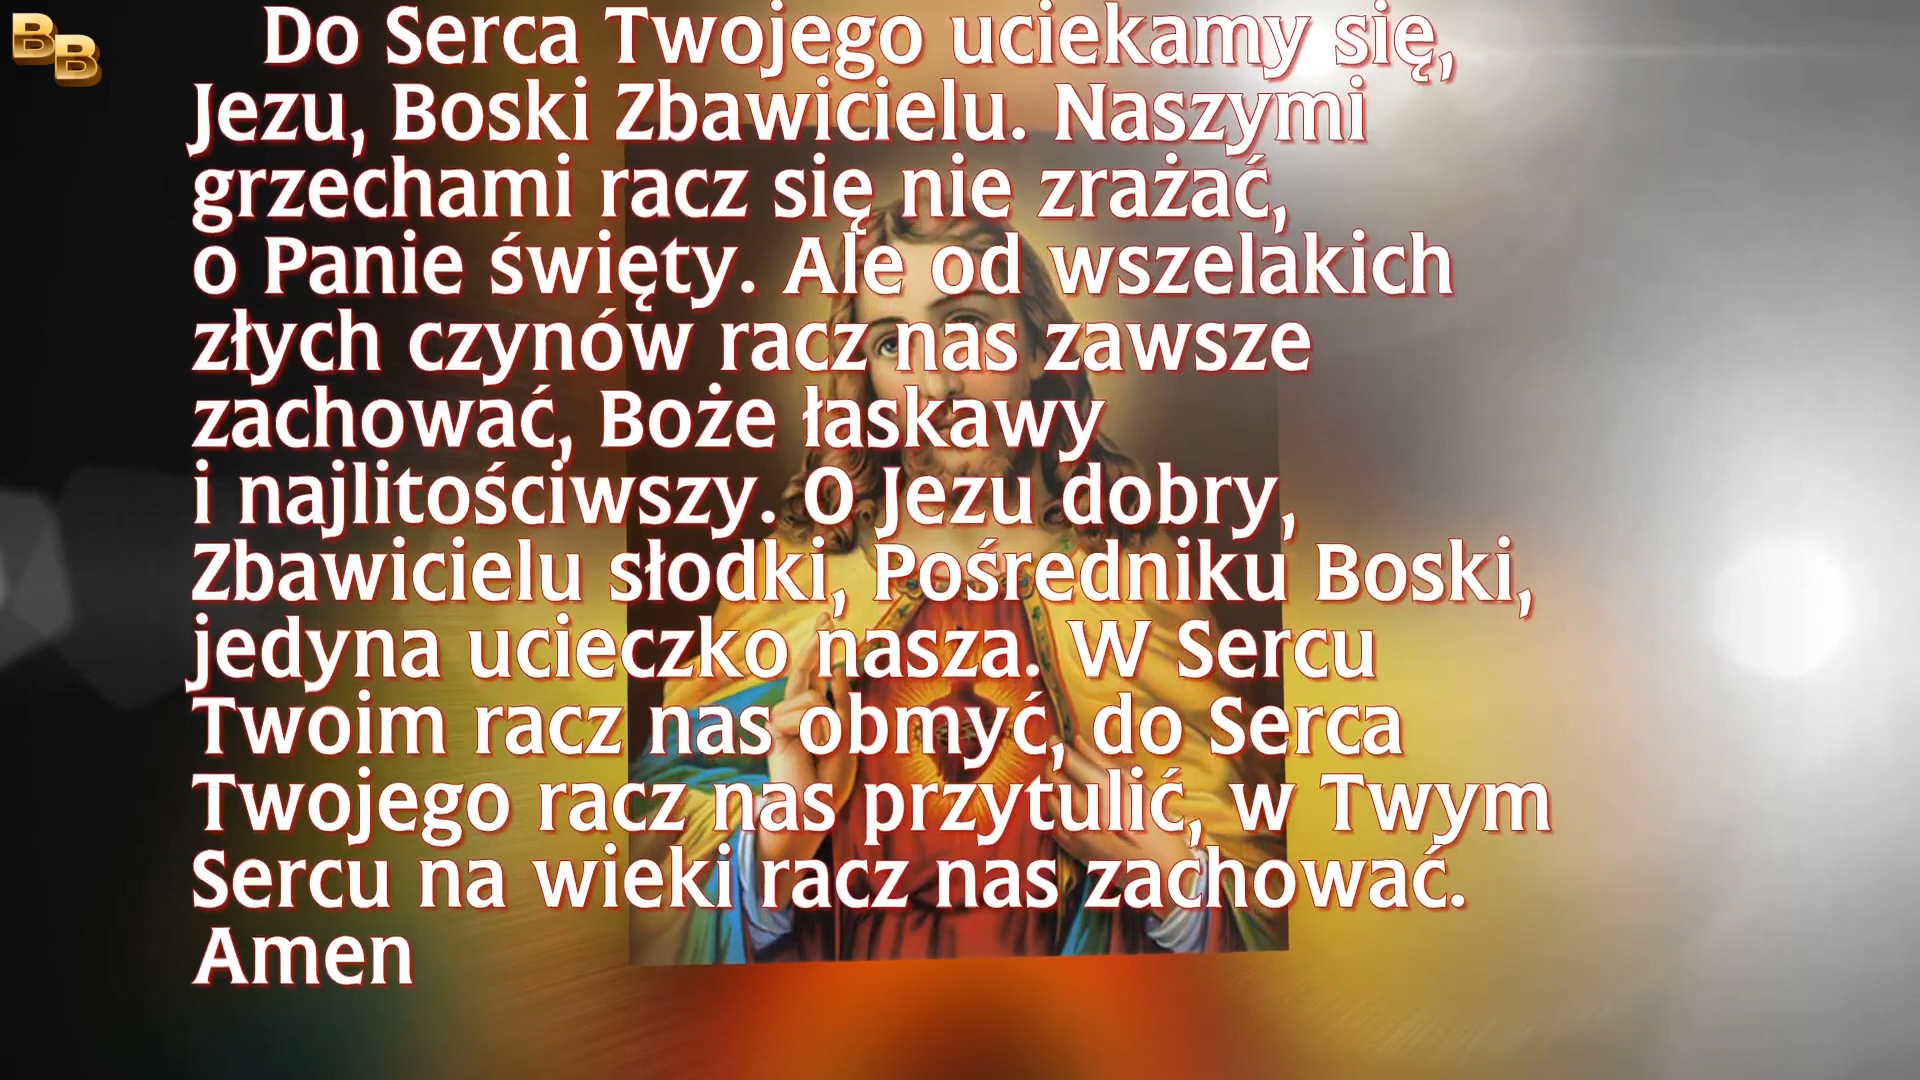 BB
Do Serca Twojego uciekamy się,
Jezu, Boski Zbawicielu. Naszymi
grzechami racz się nie zrażać,
o Panie święty. Ale od wszelakich
złych czynów racz nas zawsze
zachować, Boże łaskawy
i najlitościwszy. O Jezu dobry,
Zbawicielu słodki, Pośredniku Boski,
jedyna ucieczko nasza. W Sercu
Twoim racz nas obmyć, do Serca
Twojego racz nas przytulić, w Twym
Sercu na wieki racz nas zachować.
Amen